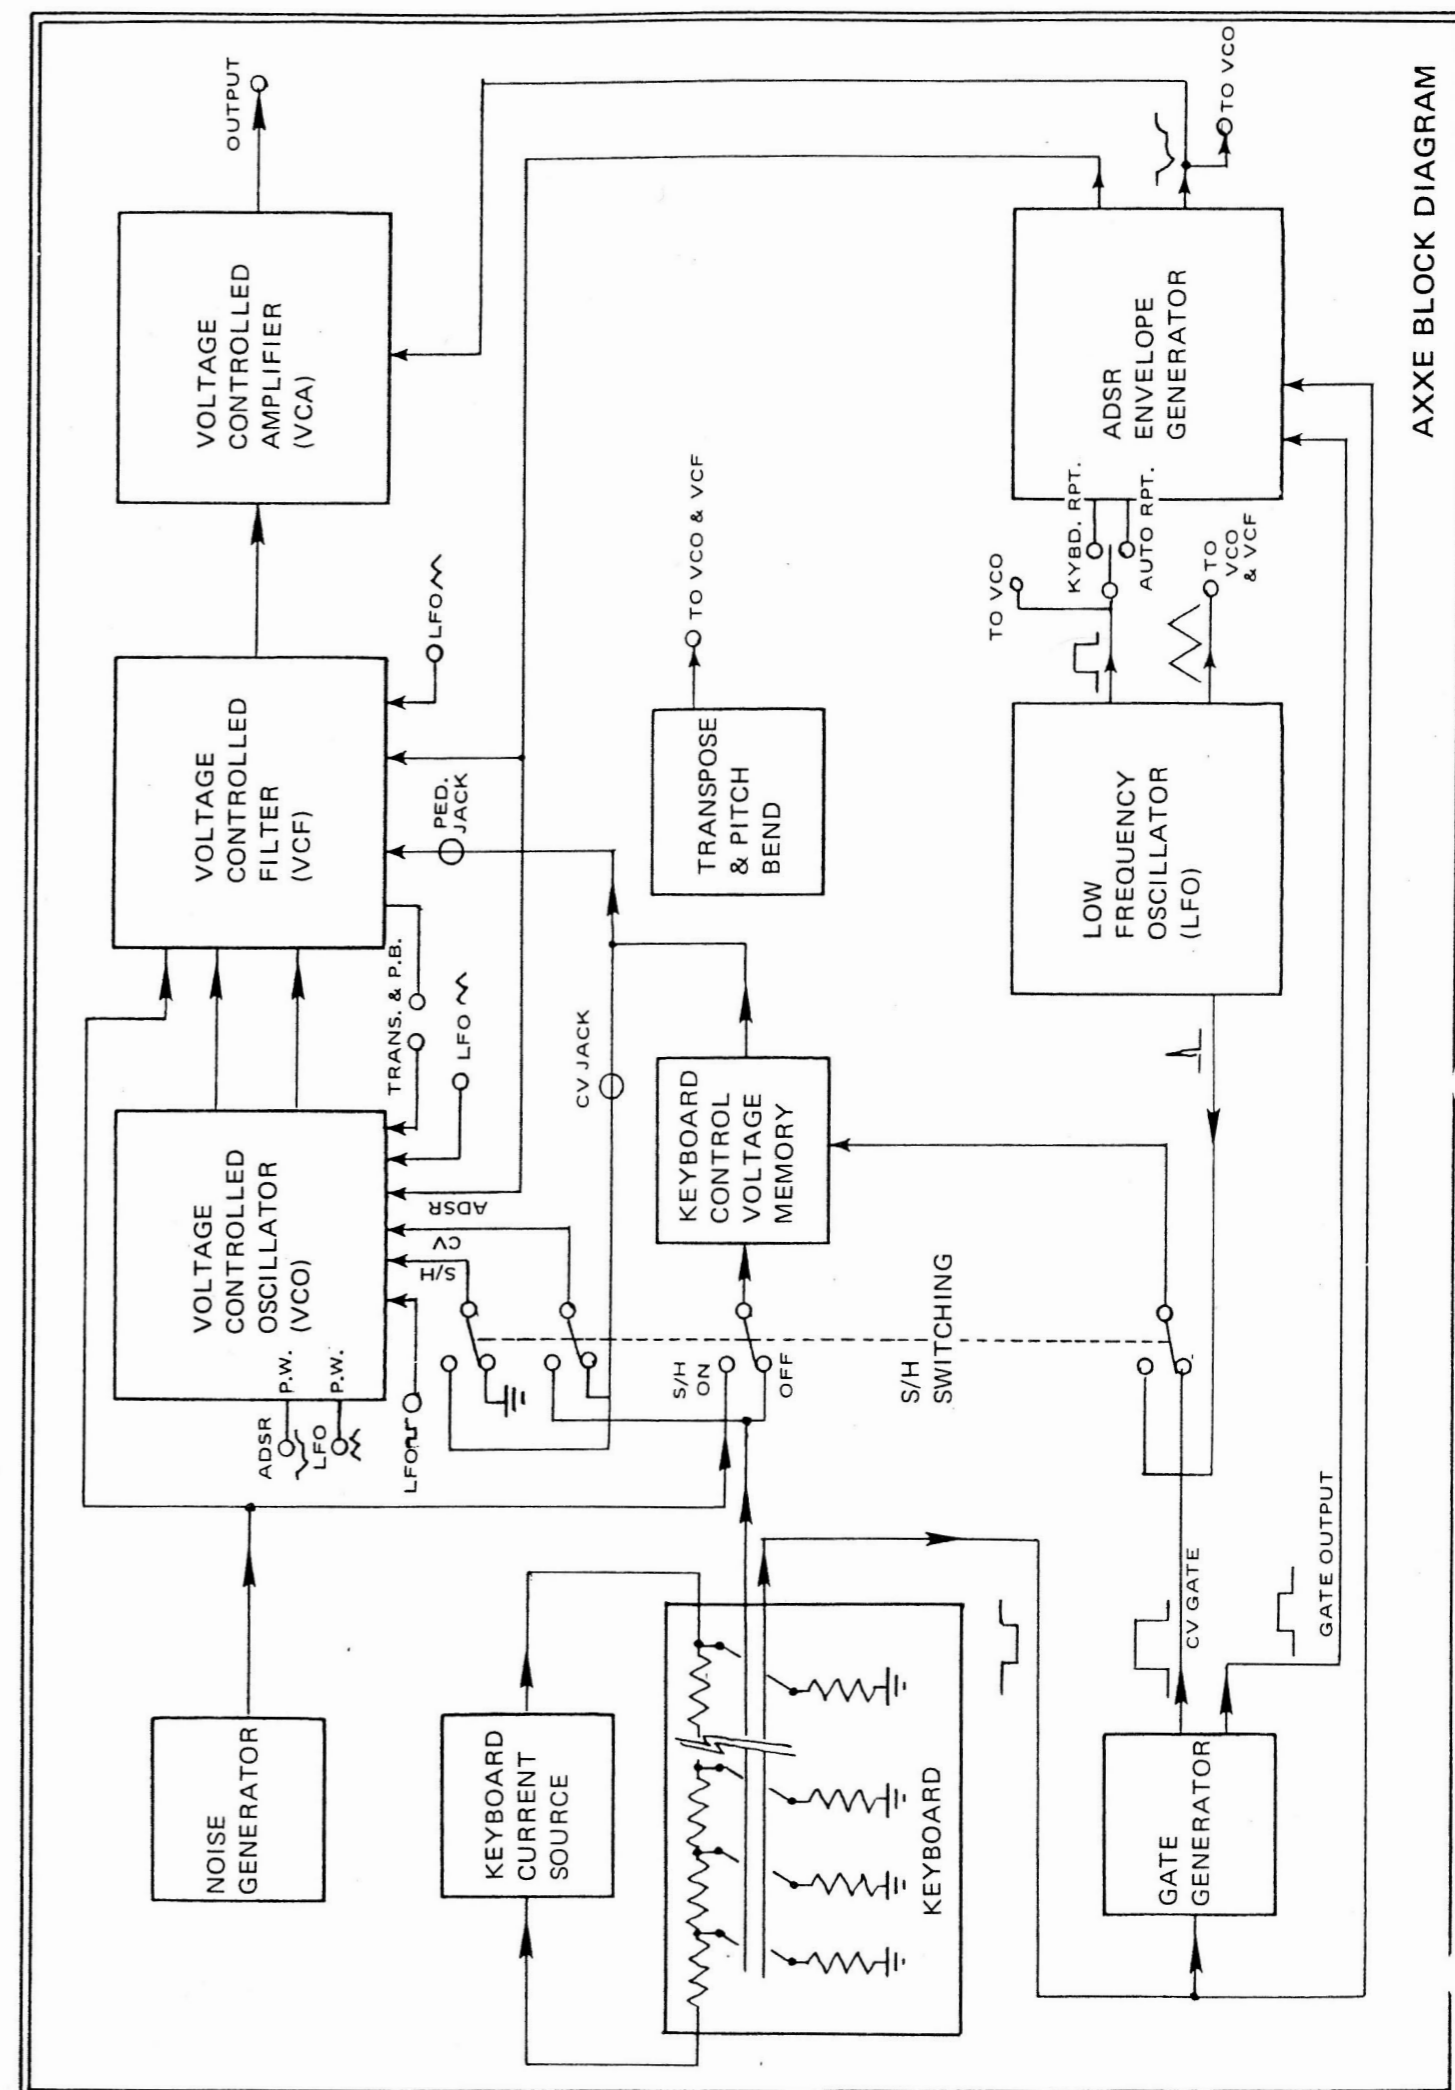 OUTPUT
VOLTAGE
CONTROLLED
AMPLIFIER
(VCA)
VOLTAGE
CONTROLLED
FILTER
(VCF)
LFO
PED.
JACK
TRANS. & P.B.
LFO
VOLTAGE
CONTROLLED
OSCILLATOR
(VCO)
P.W.
P.W.
ADSR
LFO
LFO
S/H
CV
ADSR
CV JACK
NOISE
GENERATOR
KEYBOARD
CURRENT
SOURCE
KEYBOARD
S/H
ON
OFF
KEYBOARD
CONTROL
VOLTAGE
MEMORY
S/H
SWITCHING
TRANSPOSE
& PITCH
BEND
TO VCO & VCF
GATE
GENERATOR
CV GATE
GATE OUTPUT
LOW
FREQUENCY
OSCILLATOR
(LFO)
TO VCO
KYBD. RPT.
AUTO RPT.
TO
VCO
& VCF
ADSR
ENVELOPE
GENERATOR
TO VCO
AXXE BLOCK DIAGRAM